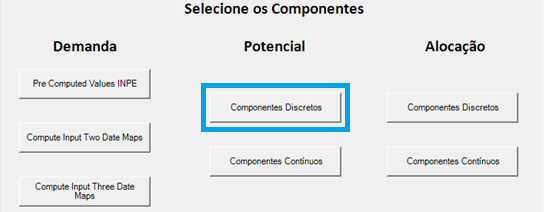 Selecione os Componentes
Demanda
Potencial
Alocação
Pre Computed Values INPE
Componentes Discretos
Componentes Discretos
Compute Input Two Date Maps
Componentes Contínuos
Componentes Contínuos
Compute Input Three Date
Maps